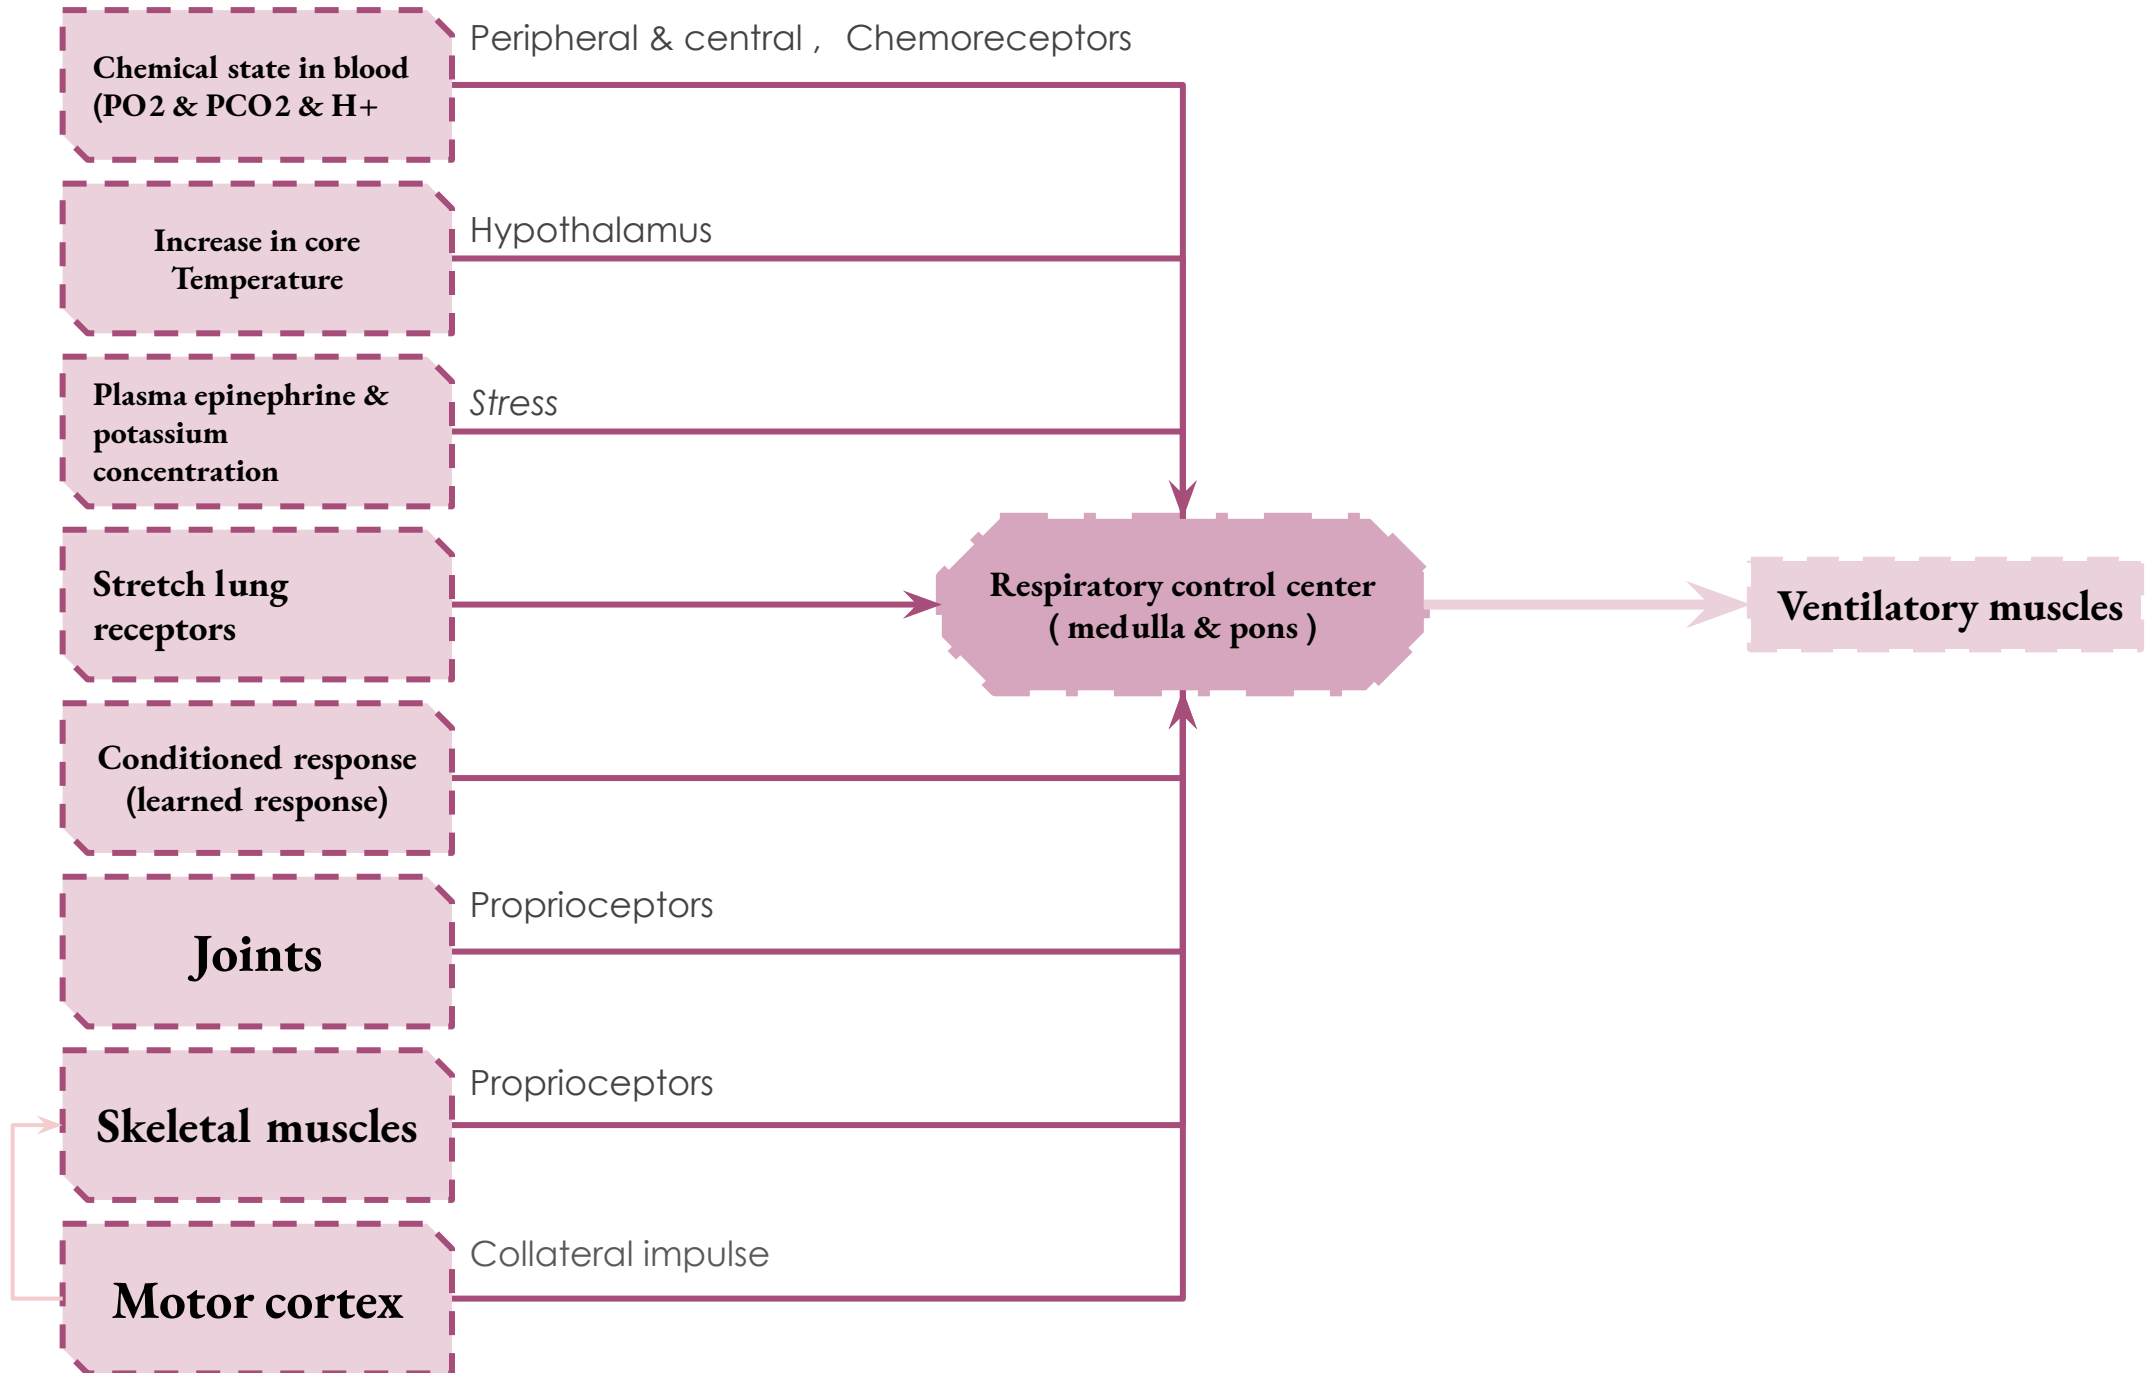 Peripheral & central ,  Chemoreceptors
Chemical state in blood
(PO2 & PCO2 & H+
Hypothalamus
Increase in core
Temperature
Stress
Plasma epinephrine &
potassium
concentration
Stretch lung
receptors
Respiratory control center
( medulla & pons )
Ventilatory muscles
Conditioned response
(learned response)
Proprioceptors
Joints
Proprioceptors
Skeletal muscles
Collateral impulse
Motor cortex